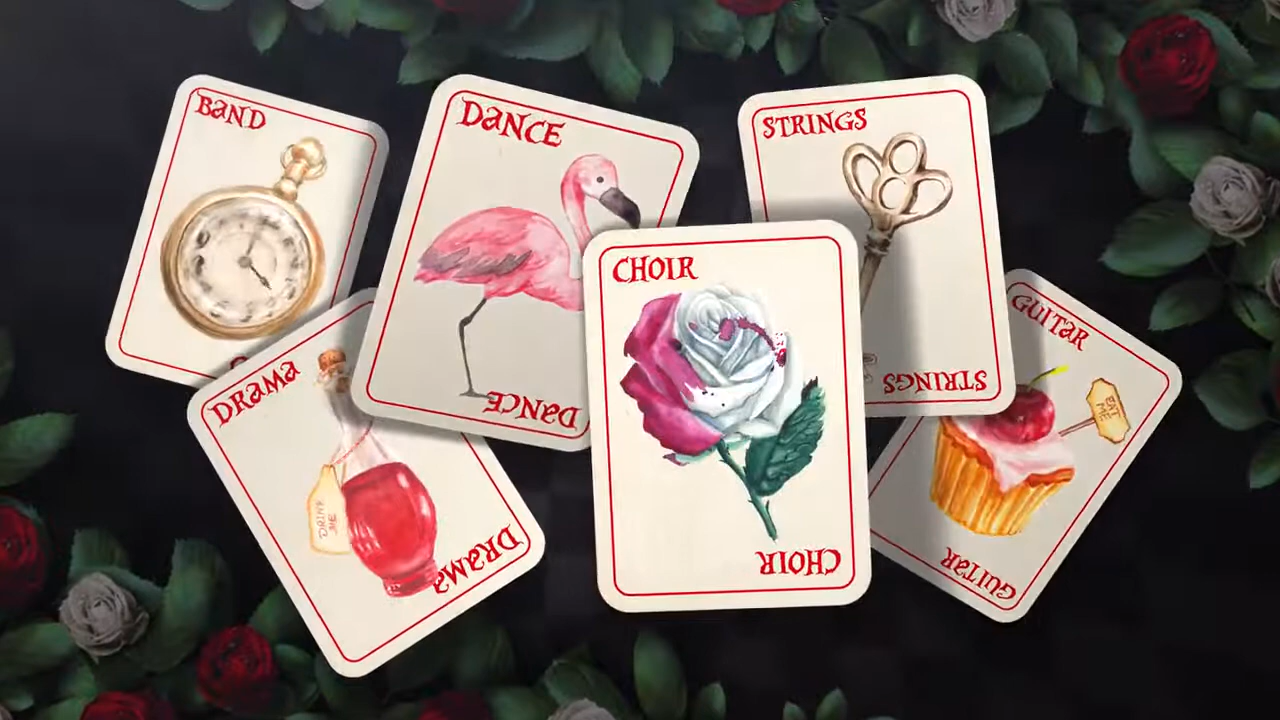 BAND
DANCE
DANCE
STRINGS
STRINGS
CHOIR
CHOIR
DRAMA
DRINK
ME
DRAMA
GUITAR
EAT
ME
GUITAR